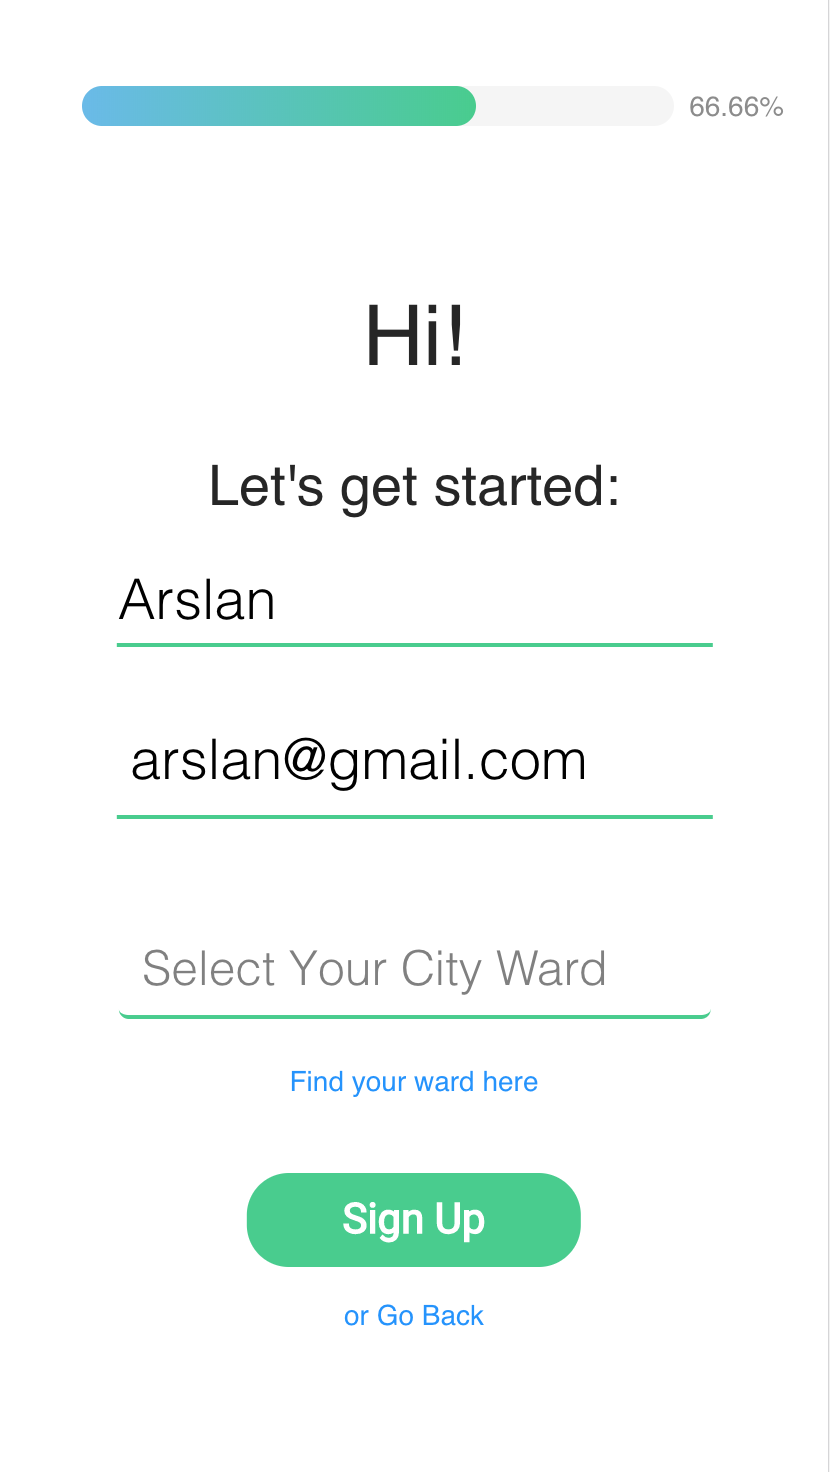 66.66%
Hi!
Let's get started:
Arslan
arslan@gmail.com
Select Your City Ward
Find your ward here
Sign Up
or Go Back